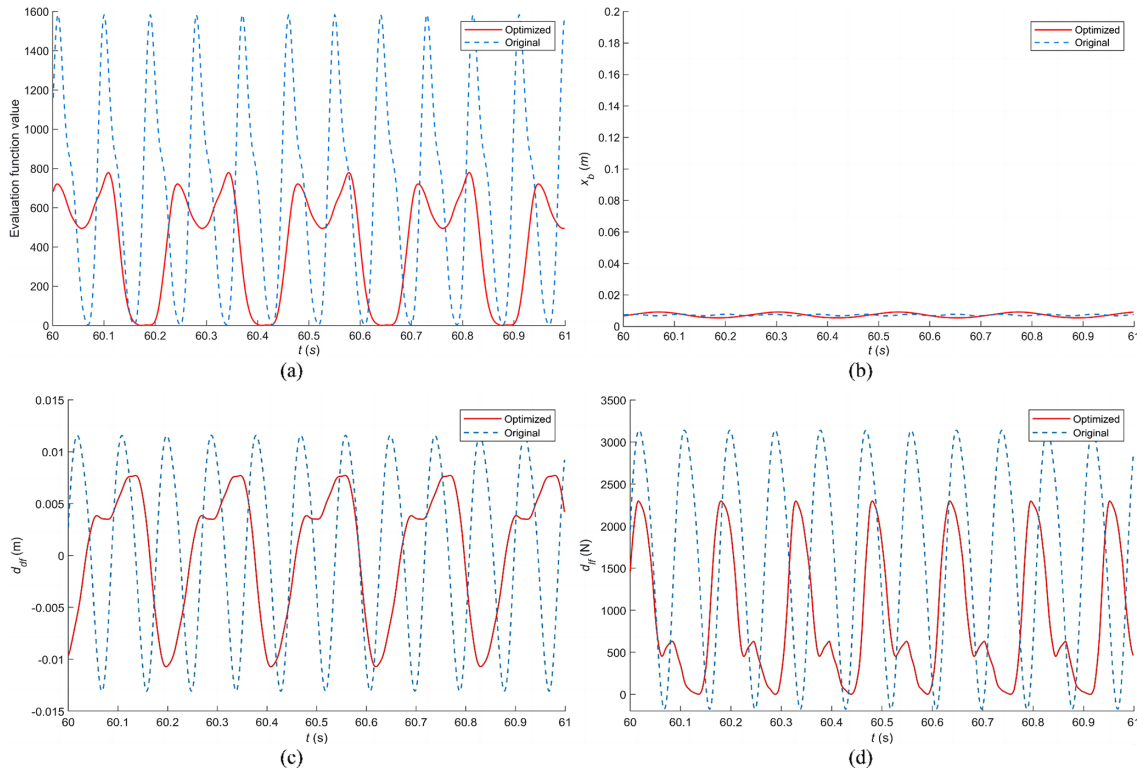 1600
1400
1200
1000
800
600
400
200
0
Evaluation function value
Optimized
Original
60 60.1 60.2 60.3 60.4 60.5 60.6 60.7 60.8 60.9 61
t (s)
(a)
0.2
0.18
0.16
0.14
0.12
0.1
0.08
0.06
0.04
0.02
0
x_b (m)
Optimized
Original
60 60.1 60.2 60.3 60.4 60.5 60.6 60.7 60.8 60.9 61
t (s)
(b)
0.015
0.01
0.005
0
-0.005
-0.01
-0.015
d_df (m)
Optimized
Original
60 60.1 60.2 60.3 60.4 60.5 60.6 60.7 60.8 60.9 61
t (s)
(c)
3500
3000
2500
2000
1500
1000
500
0
(N)
Optimized
Original
60 60.1 60.2 60.3 60.4 60.5 60.6 60.7 60.8 60.9 61
t (s)
(d)